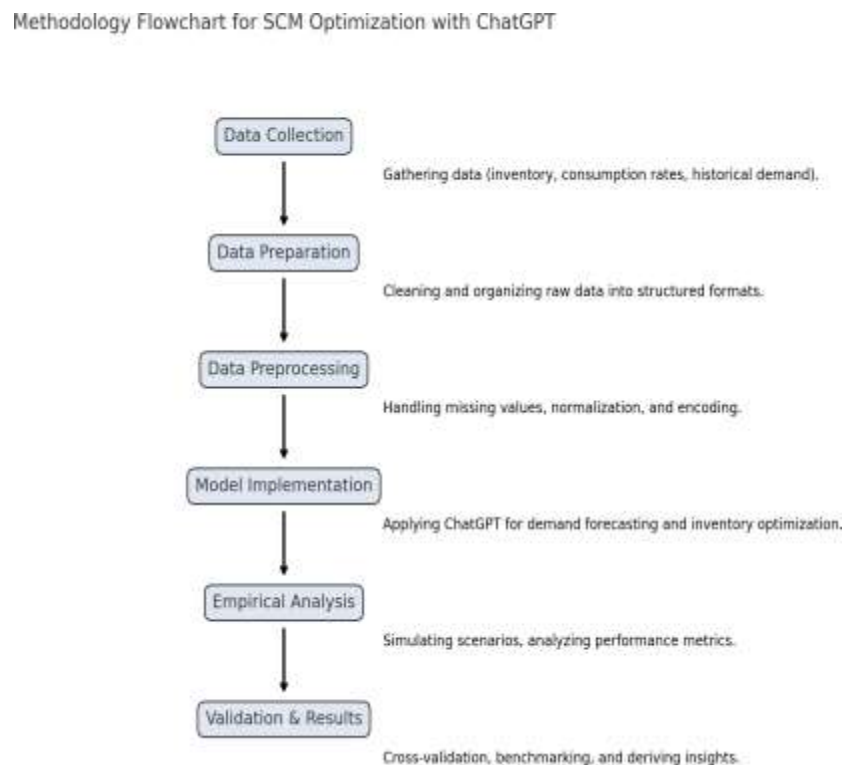 Methodology Flowchart for SCM Optimization with ChatGPT
Data Collection
Gathering data (inventory, consumption rates, historical demand).
Data Preparation
Cleaning and organizing raw data into structured formats.
Data Preprocessing
Handling missing values, normalization, and encoding.
Model Implementation
Applying ChatGPT for demand forecasting and inventory optimization.
Empirical Analysis
Simulating scenarios, analyzing performance metrics.
Validation & Results
Cross-validation, benchmarking, and deriving insights.